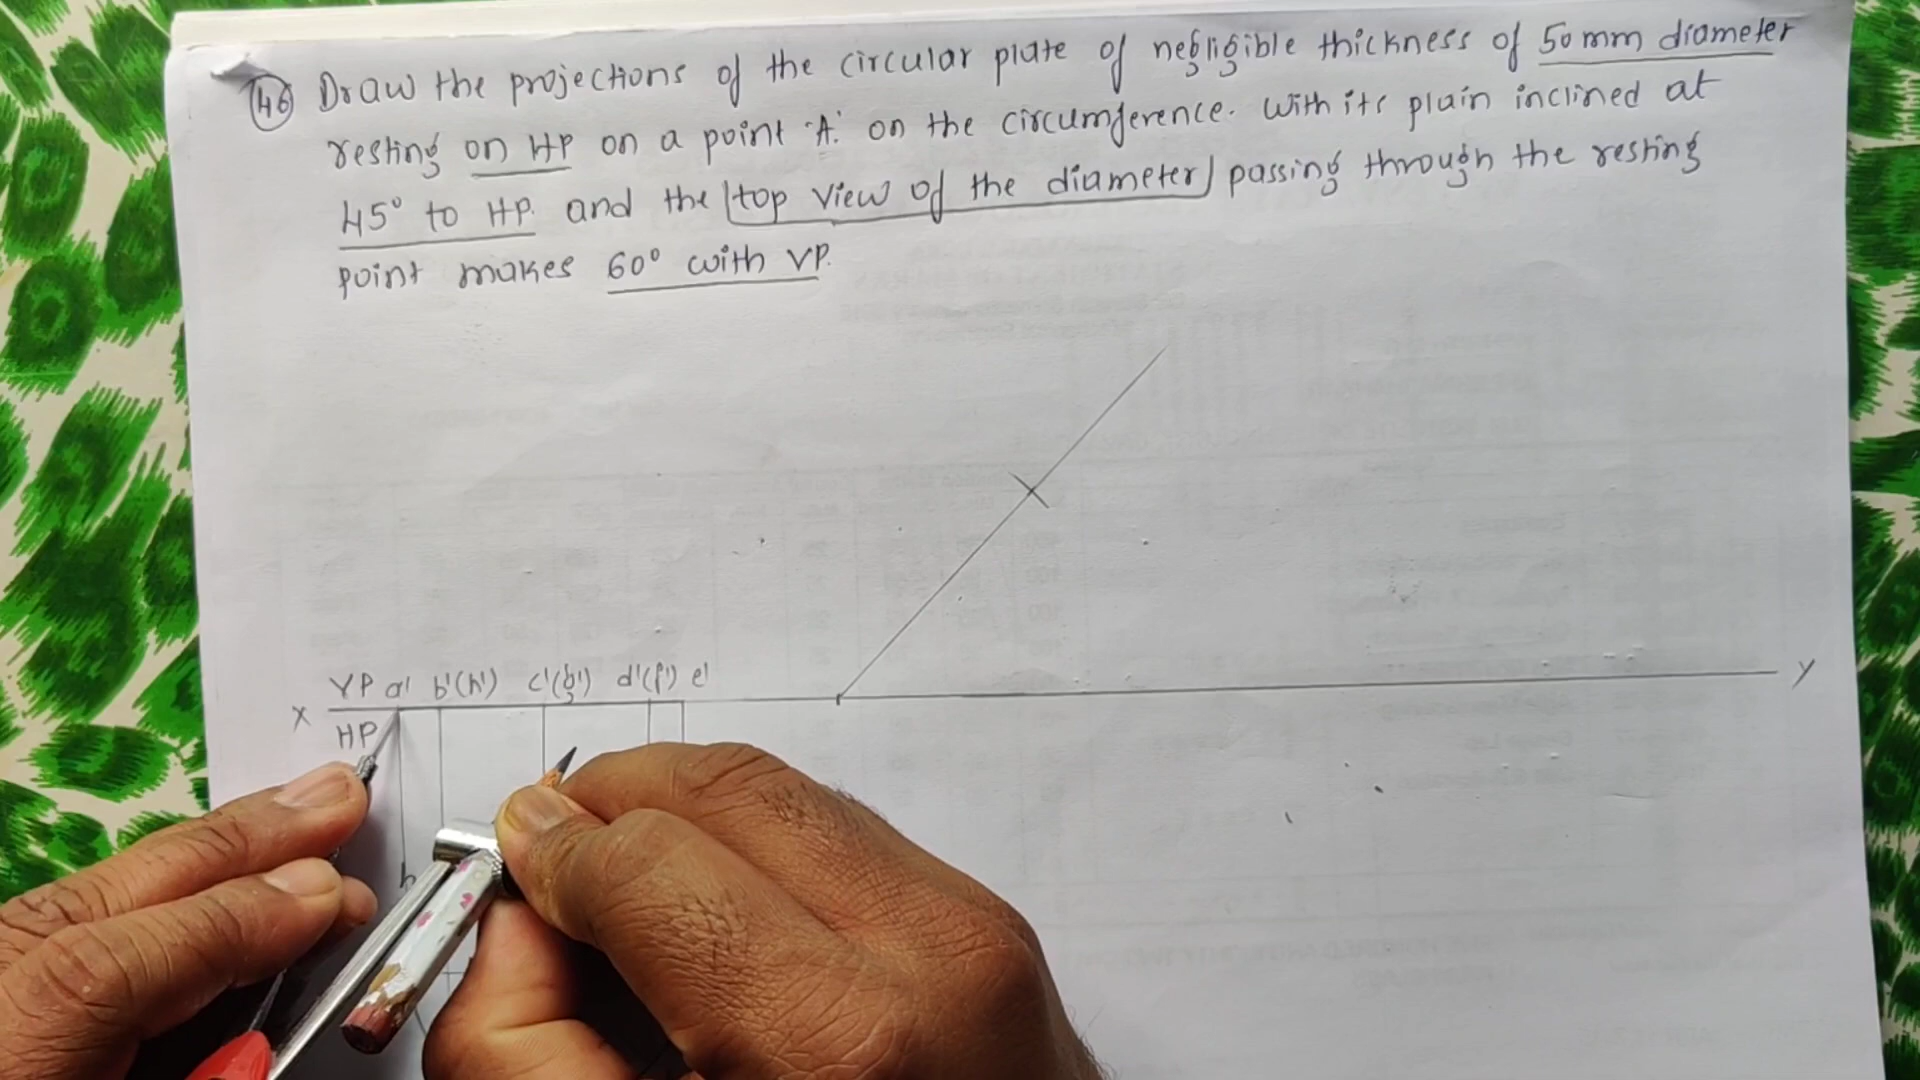 46 Draw the projections of the circular plate of negligible thickness of 50mm diameter
resting on HP on a point 'A' on the circumference. With its plain inclined at
45° to HP. and the top view of the diameter passing through the resting
point makes 60° with VP.
VP a' b'(h') c'(g') d'(f') e'
X Y
HP
h